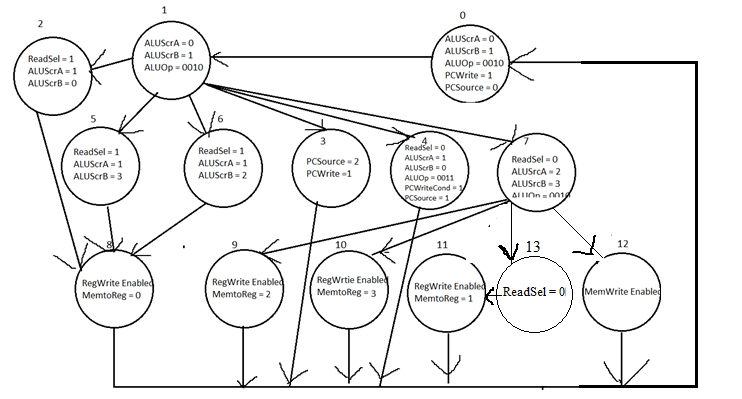 0
ALUScrA = 0
ALUScrB = 1
ALUOp = 0010
PCWrite = 1
PCSource = 0
1
ALUScrA = 0
ALUScrB = 1
ALUOp = 0010
2
ReadSel = 1
ALUScrA = 1
ALUScrB = 0
5
ReadSel = 1
ALUScrA = 1
ALUScrB = 3
6
ReadSel = 1
ALUScrA = 1
ALUScrB = 2
3
PCSource = 2
PCWrite =1
4
ReadSel = 0
ALUScrA = 1
ALUScrB = 0
ALUOp = 0011
PCWriteCond = 1
PCSource = 1
7
ReadSel = 0
ALUSrcA = 2
ALUSrcB = 3
ALUOp = 0010
8
RegWrite Enabled
MemtoReg = 0
9
RegWrite Enabled
MemtoReg = 2
10
RegWrtie Enabled
MemtoReg = 3
11
RegWrite Enabled
MemtoReg = 1
13
ReadSel = 0
12
MemWrite Enabled